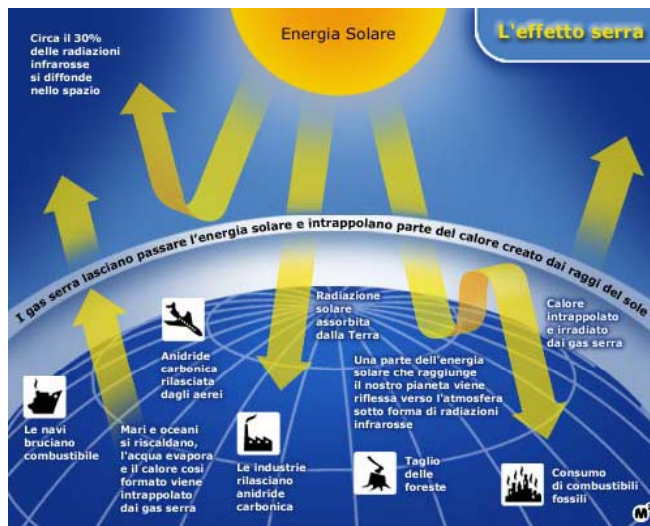 L'effetto serra
Energia Solare
Circa il 30%
delle radiazioni
infrarosse
si diffonde
nello spazio
I gas serra lasciano passare l'energia solare e intrappolano parte del calore creato dai raggi del sole
Anidride
carbonica
rilasciata
dagli aerei
Radiazione
solare
assorbita
dalla Terra
Calore
intrappolato
e irradiato
dai gas serra
Una parte dell'energia
solare che raggiunge
il nostro pianeta viene
riflessa verso l'atmosfera
sotto forma di radiazioni
infrarosse
Le navi
bruciano
combustibile
Mari e oceani
si riscaldano,
l'acqua evapora
e il calore così
formato viene
intrappolato
dai gas serra
Le industrie
rilasciano
anidride
carbonica
Taglio
delle
foreste
Consumo
di combustibili
fossili